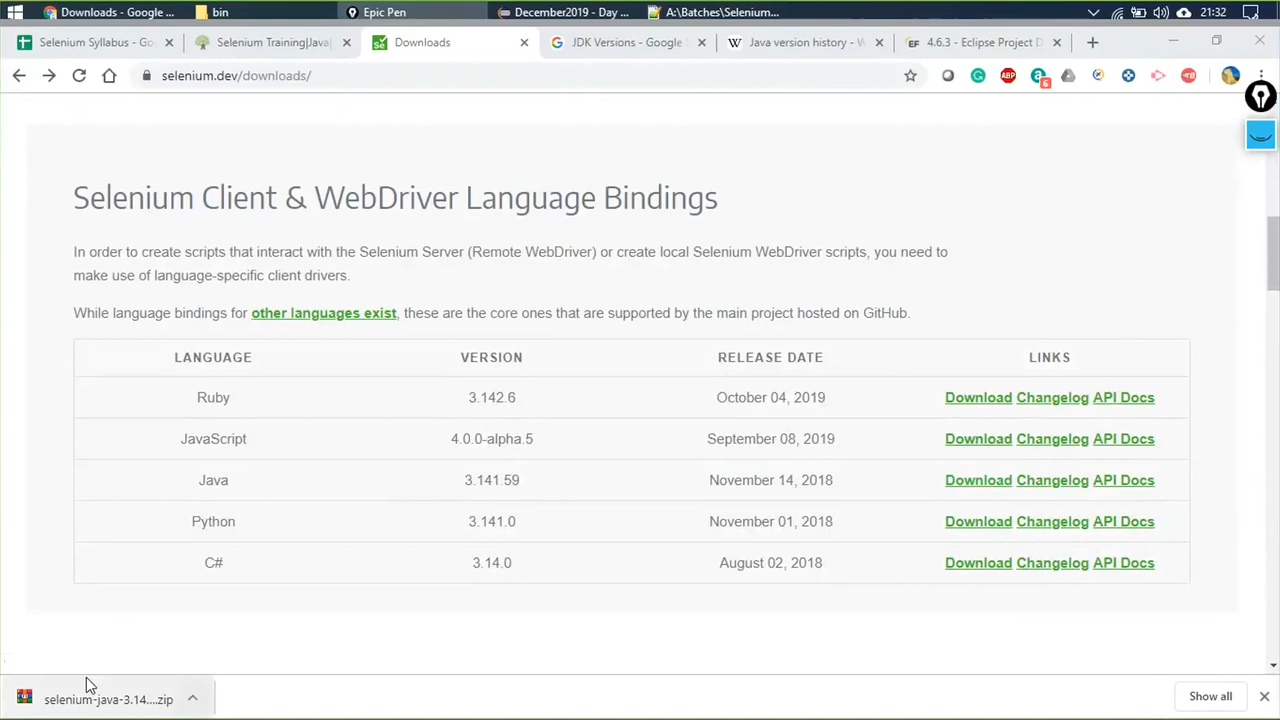 Downloads - Google ...
bin
Epic Pen
December2019 - Day ...
A:\Batches\Selenium...
21:32
Selenium Syllabus - Go
Selenium Training|Java|
Downloads
JDK Versions - Google S
Java version history - W
4.6.3 - Eclipse Project D
selenium.dev/downloads/
ABP
6
Selenium Client & WebDriver Language Bindings
In order to create scripts that interact with the Selenium Server (Remote WebDriver) or create local Selenium WebDriver scripts, you need to
make use of language-specific client drivers.
While language bindings for other languages exist, these are the core ones that are supported by the main project hosted on GitHub.
LANGUAGE VERSION RELEASE DATE LINKS
Ruby 3.142.6 October 04, 2019 Download Changelog API Docs
JavaScript 4.0.0-alpha.5 September 08, 2019 Download Changelog API Docs
Java 3.141.59 November 14, 2018 Download Changelog API Docs
Python 3.141.0 November 01, 2018 Download Changelog API Docs
C# 3.14.0 August 02, 2018 Download Changelog API Docs
selenium-java-3.14....zip
Show all